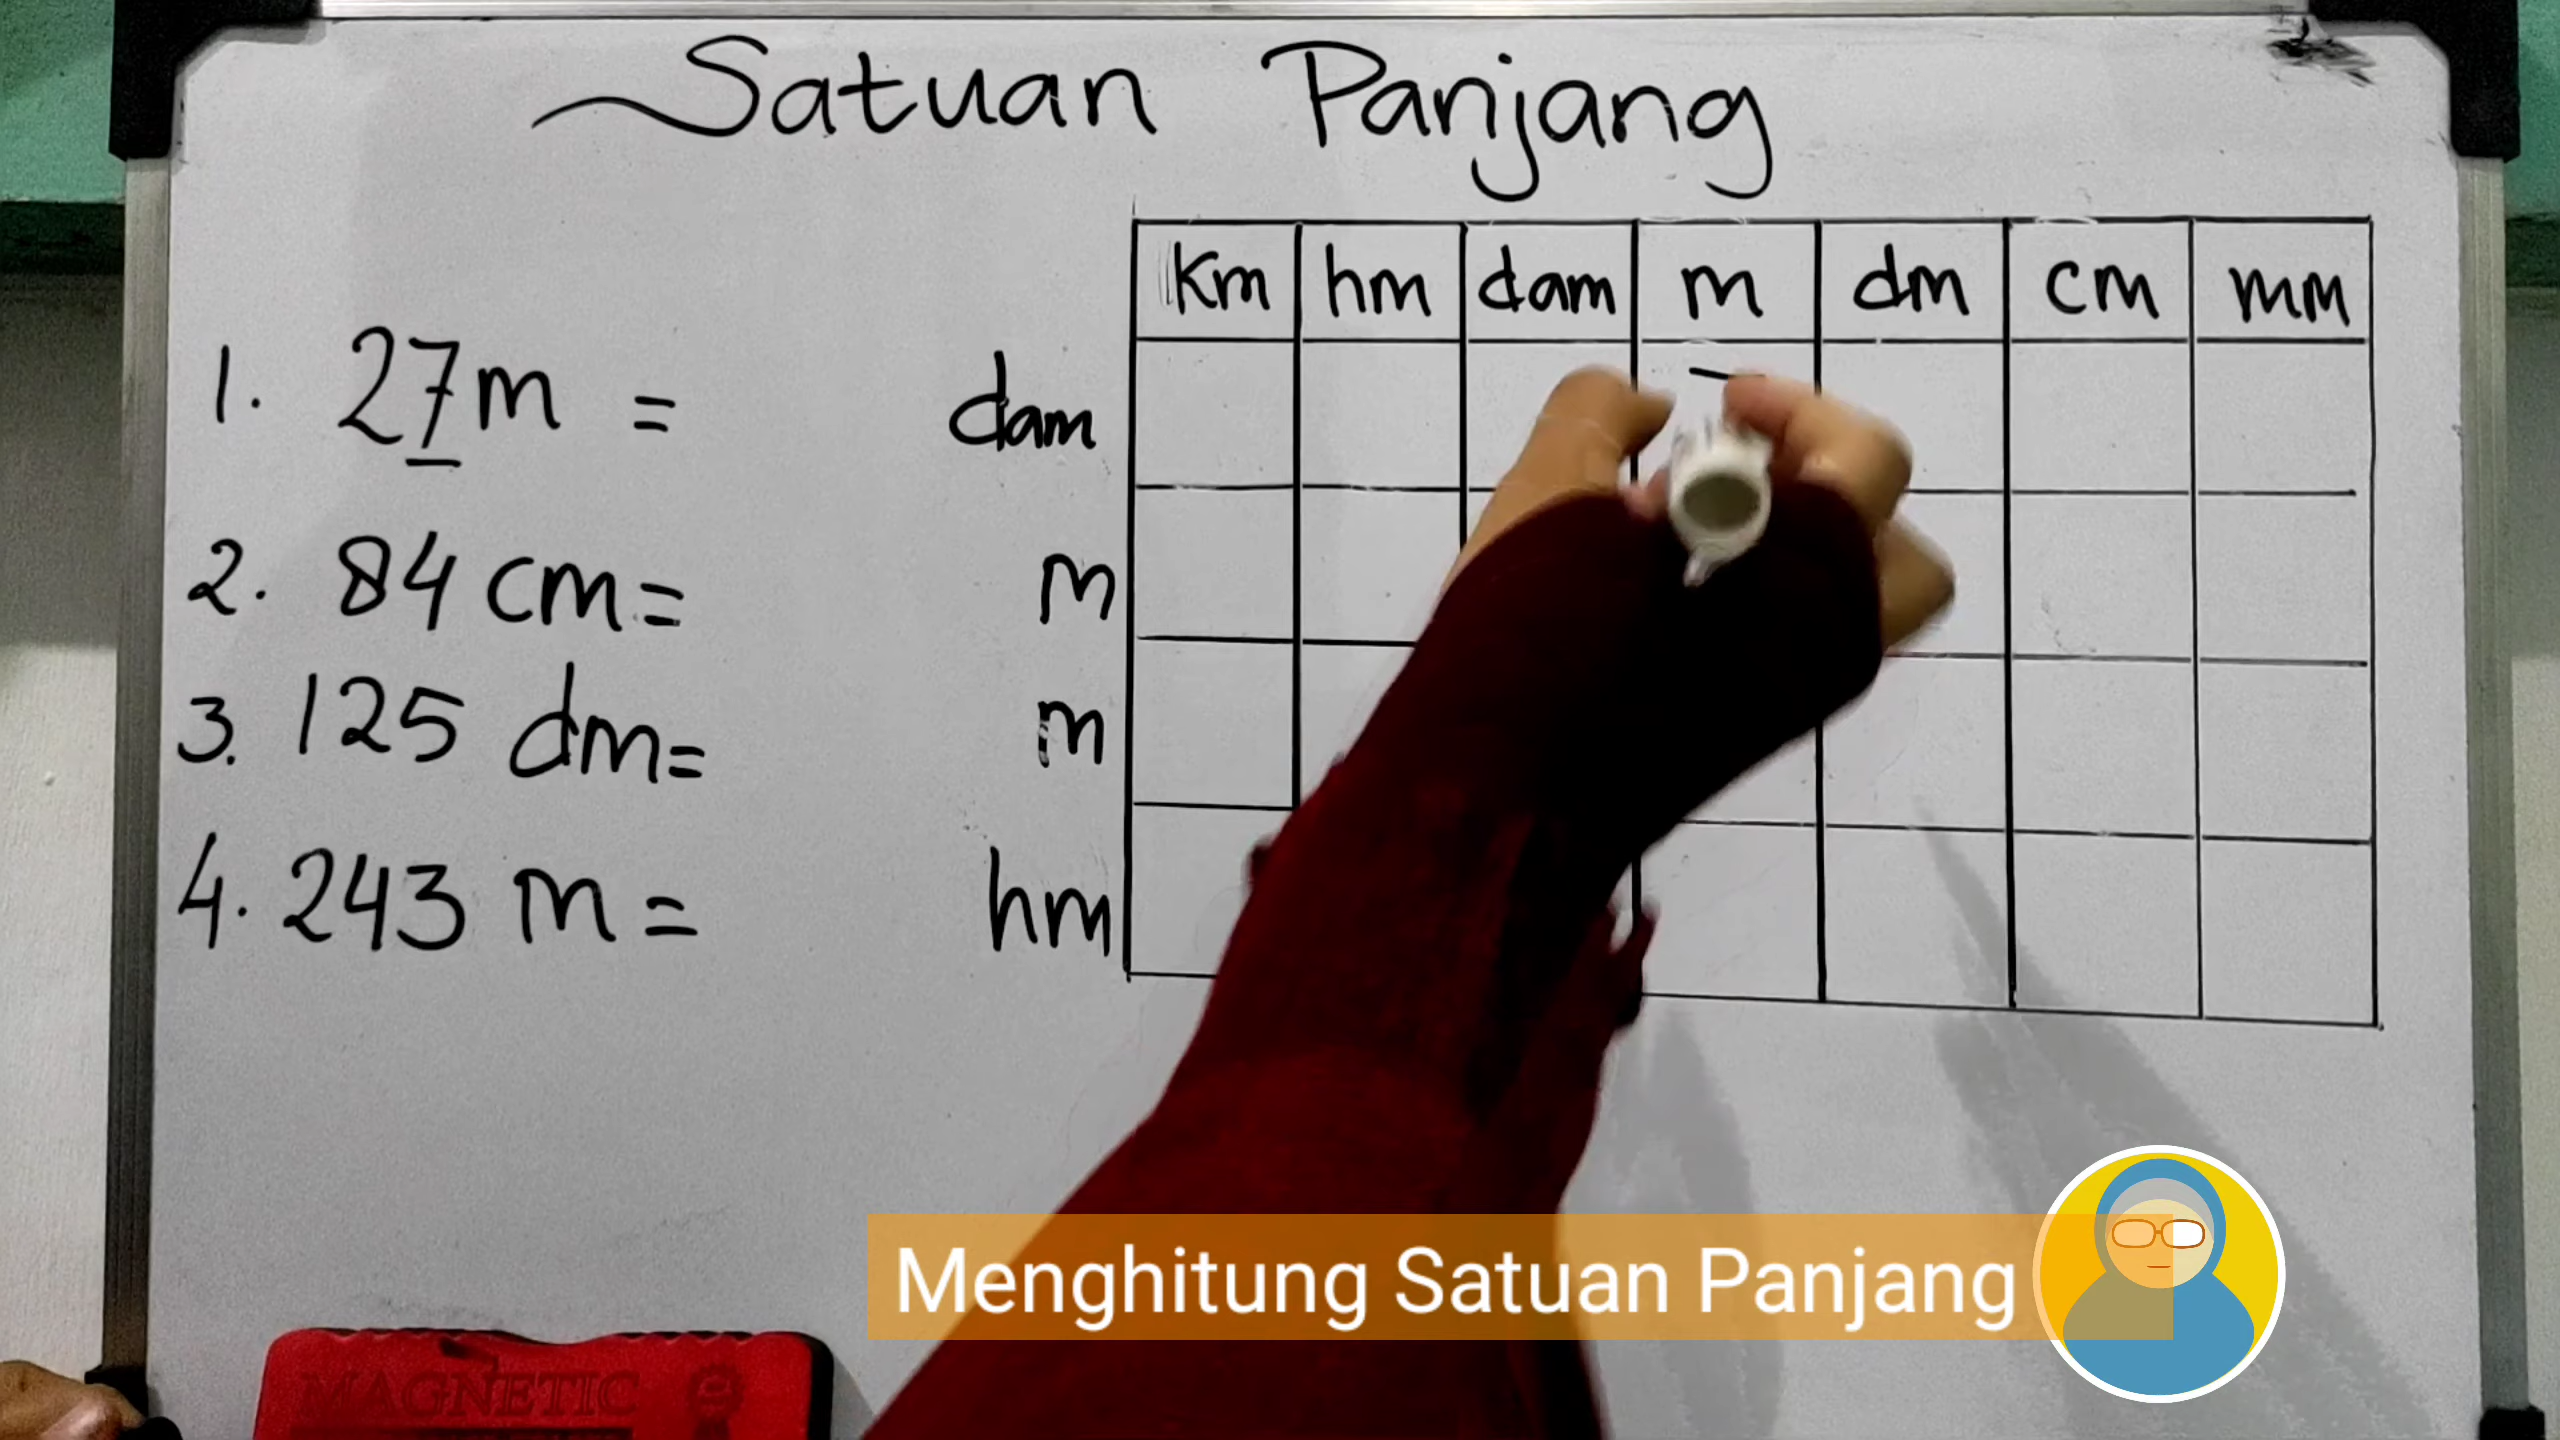 Satuan Panjang
Km hm dam m dm cm mm
1. 27m = dam
2. 84 cm= m
3. 125 dm= m
4. 243 m = hm
Menghitung Satuan Panjang
MAGNETIC